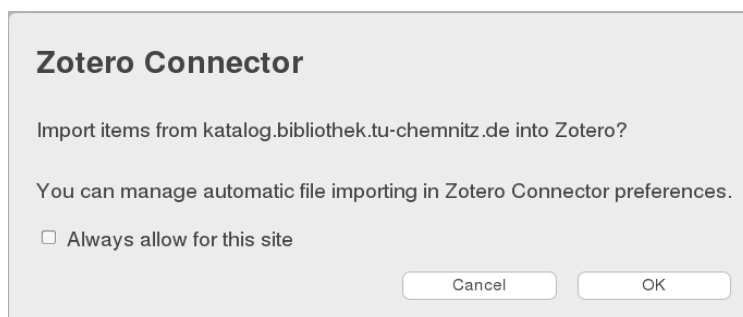 Zotero Connector
Import items from katalog.bibliothek.tu-chemnitz.de into Zotero?
You can manage automatic file importing in Zotero Connector preferences.
Always allow for this site
Cancel OK